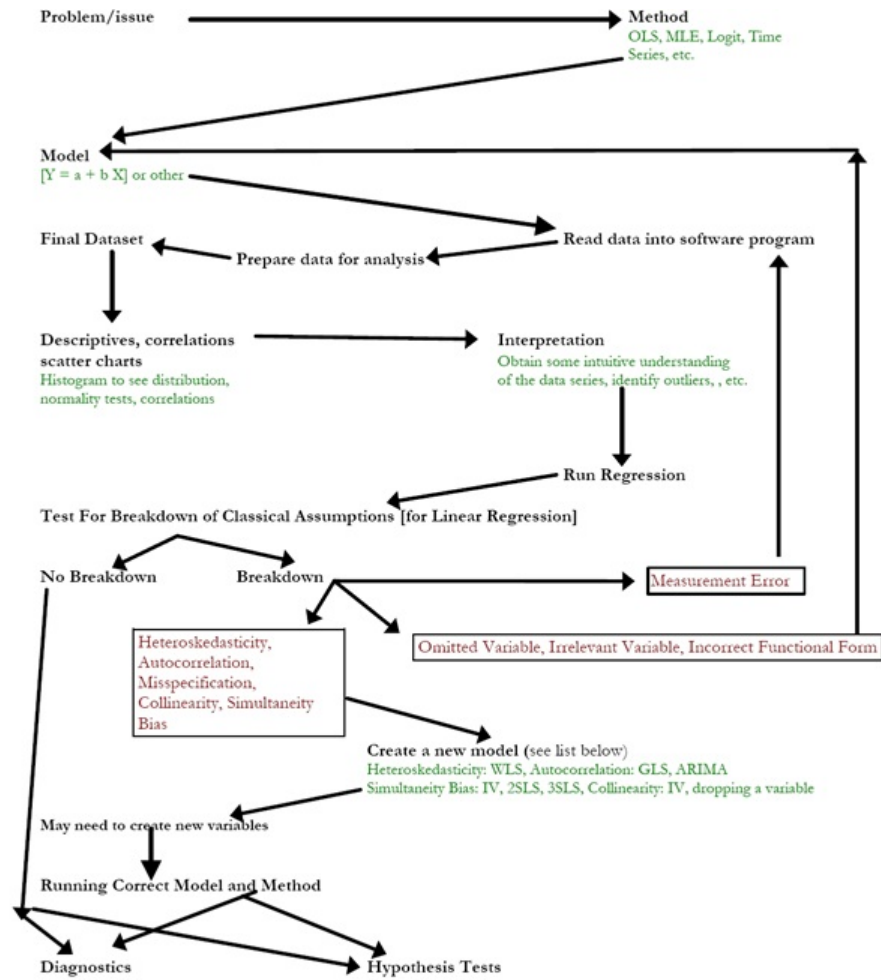 Problem/issue
Method
OLS, MLE, Logit, Time
Series, etc.
Model
[Y = a + b X] or other
Final Dataset
Prepare data for analysis
Read data into software program
Descriptives, correlations
scatter charts
Histogram to see distribution,
normality tests, correlations
Interpretation
Obtain some intuitive understanding
of the data series, identify outliers, , etc.
Run Regression
Test For Breakdown of Classical Assumptions [for Linear Regression]
No Breakdown
Breakdown
Measurement Error
Heteroskedasticity,
Autocorrelation,
Misspecification,
Collinearity, Simultaneity
Bias
Omitted Variable, Irrelevant Variable, Incorrect Functional Form
Create a new model (see list below)
Heteroskedasticity: WLS, Autocorrelation: GLS, ARIMA
Simultaneity Bias: IV, 2SLS, 3SLS, Collinearity: IV, dropping a variable
May need to create new variables
Running Correct Model and Method
Diagnostics
Hypothesis Tests